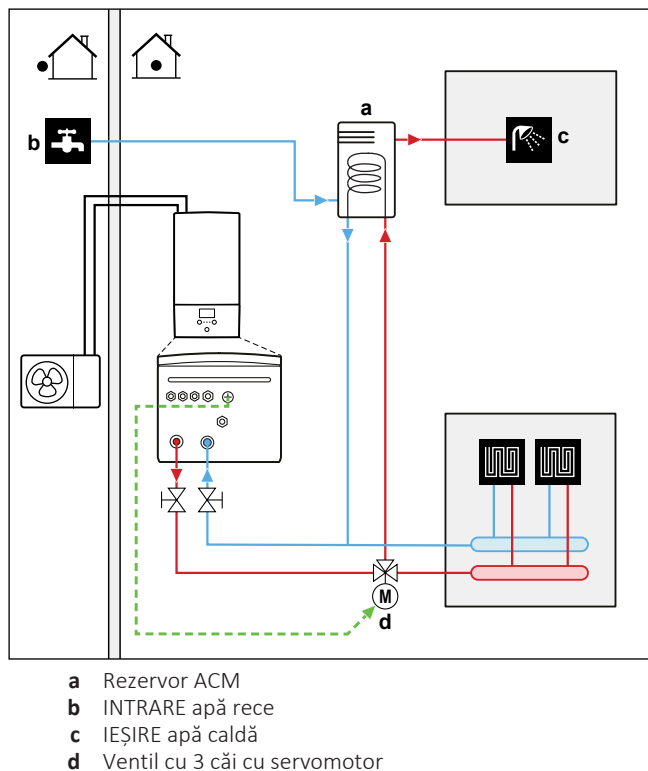 a
b
c
M
d
a Rezervor ACM
b INTRARE apă rece
c IEȘIRE apă caldă
d Ventil cu 3 căi cu servomotor